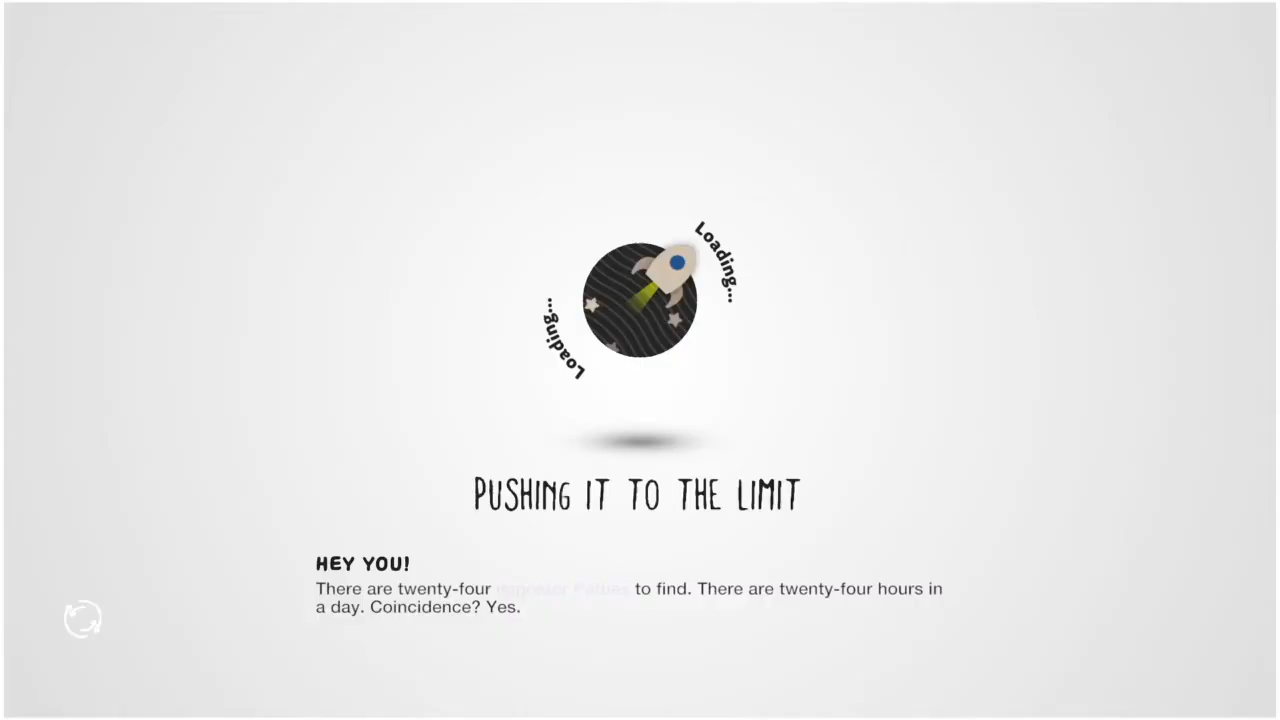 Loading...
Loading...
PUSHING IT TO THE LIMIT
HEY YOU!
There are twenty-four to find. There are twenty-four hours in
a day. Coincidence? Yes.